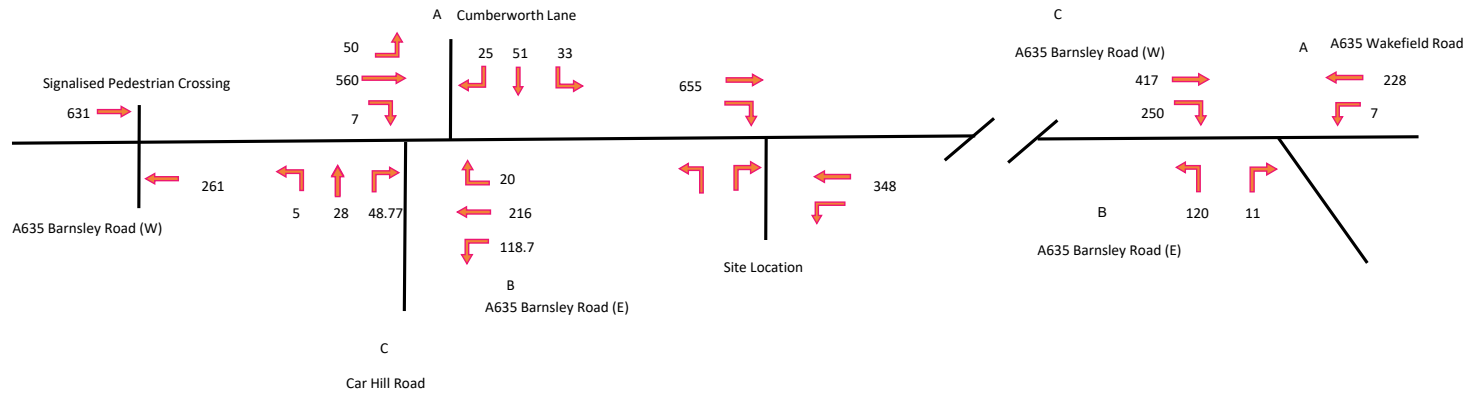 A Cumberworth Lane
C
A635 Barnsley Road (W)
A A635 Wakefield Road
50
25 51 33
560
Signalised Pedestrian Crossing
631
7
655
417
228
250
7
261
5 28 48.77
20
216
118.7
348
120 11
A635 Barnsley Road (W)
B
A635 Barnsley Road (E)
Site Location
B
A635 Barnsley Road (E)
C
Car Hill Road